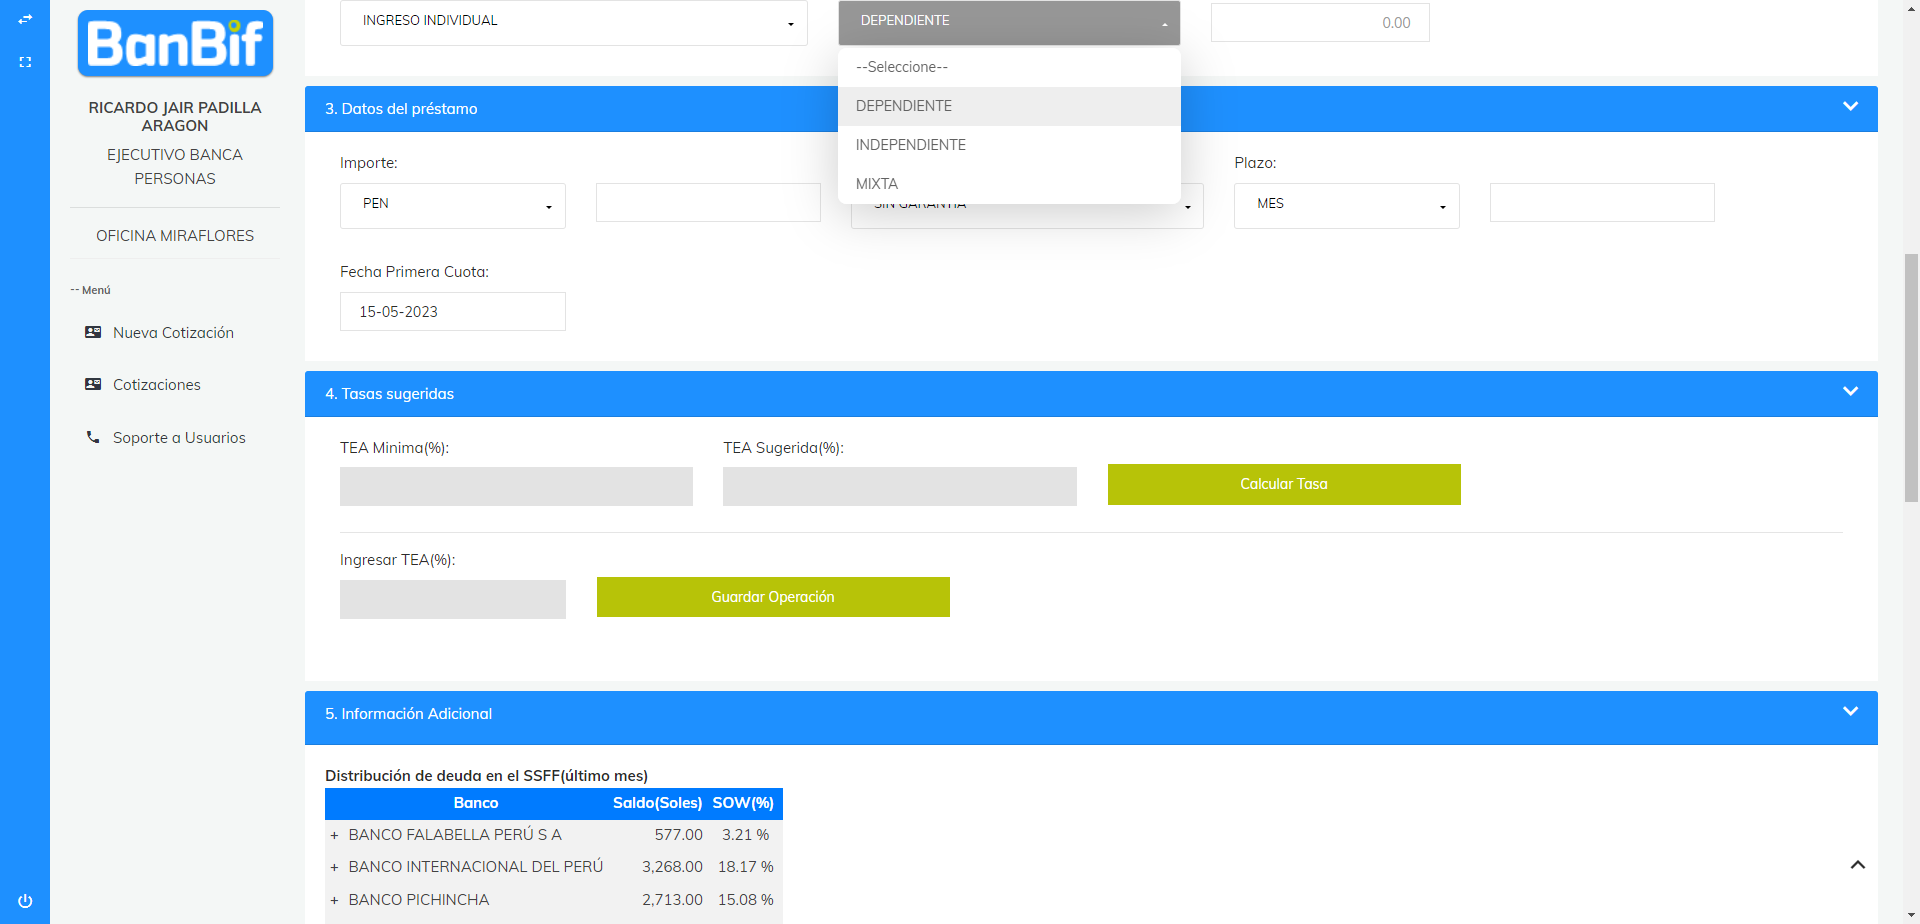 BanBif
RICARDO JAIR PADILLA
ARAGON
EJECUTIVO BANCA
PERSONAS
OFICINA MIRAFLORES
-- Menú
Nueva Cotización
Cotizaciones
Soporte a Usuarios
INGRESO INDIVIDUAL
DEPENDIENTE
0.00
--Seleccione--
DEPENDIENTE
INDEPENDIENTE
MIXTA
3. Datos del préstamo
Importe:
Plazo:
PEN
SIN GARANTIA
MES
Fecha Primera Cuota:
15-05-2023
4. Tasas sugeridas
TEA Minima(%):
TEA Sugerida(%):
Calcular Tasa
Ingresar TEA(%):
Guardar Operación
5. Información Adicional
Distribución de deuda en el SSFF(último mes)
Banco Saldo(Soles) SOW(%)
+ BANCO FALABELLA PERÚ S A 577.00 3.21 %
+ BANCO INTERNACIONAL DEL PERÚ 3,268.00 18.17 %
+ BANCO PICHINCHA 2,713.00 15.08 %